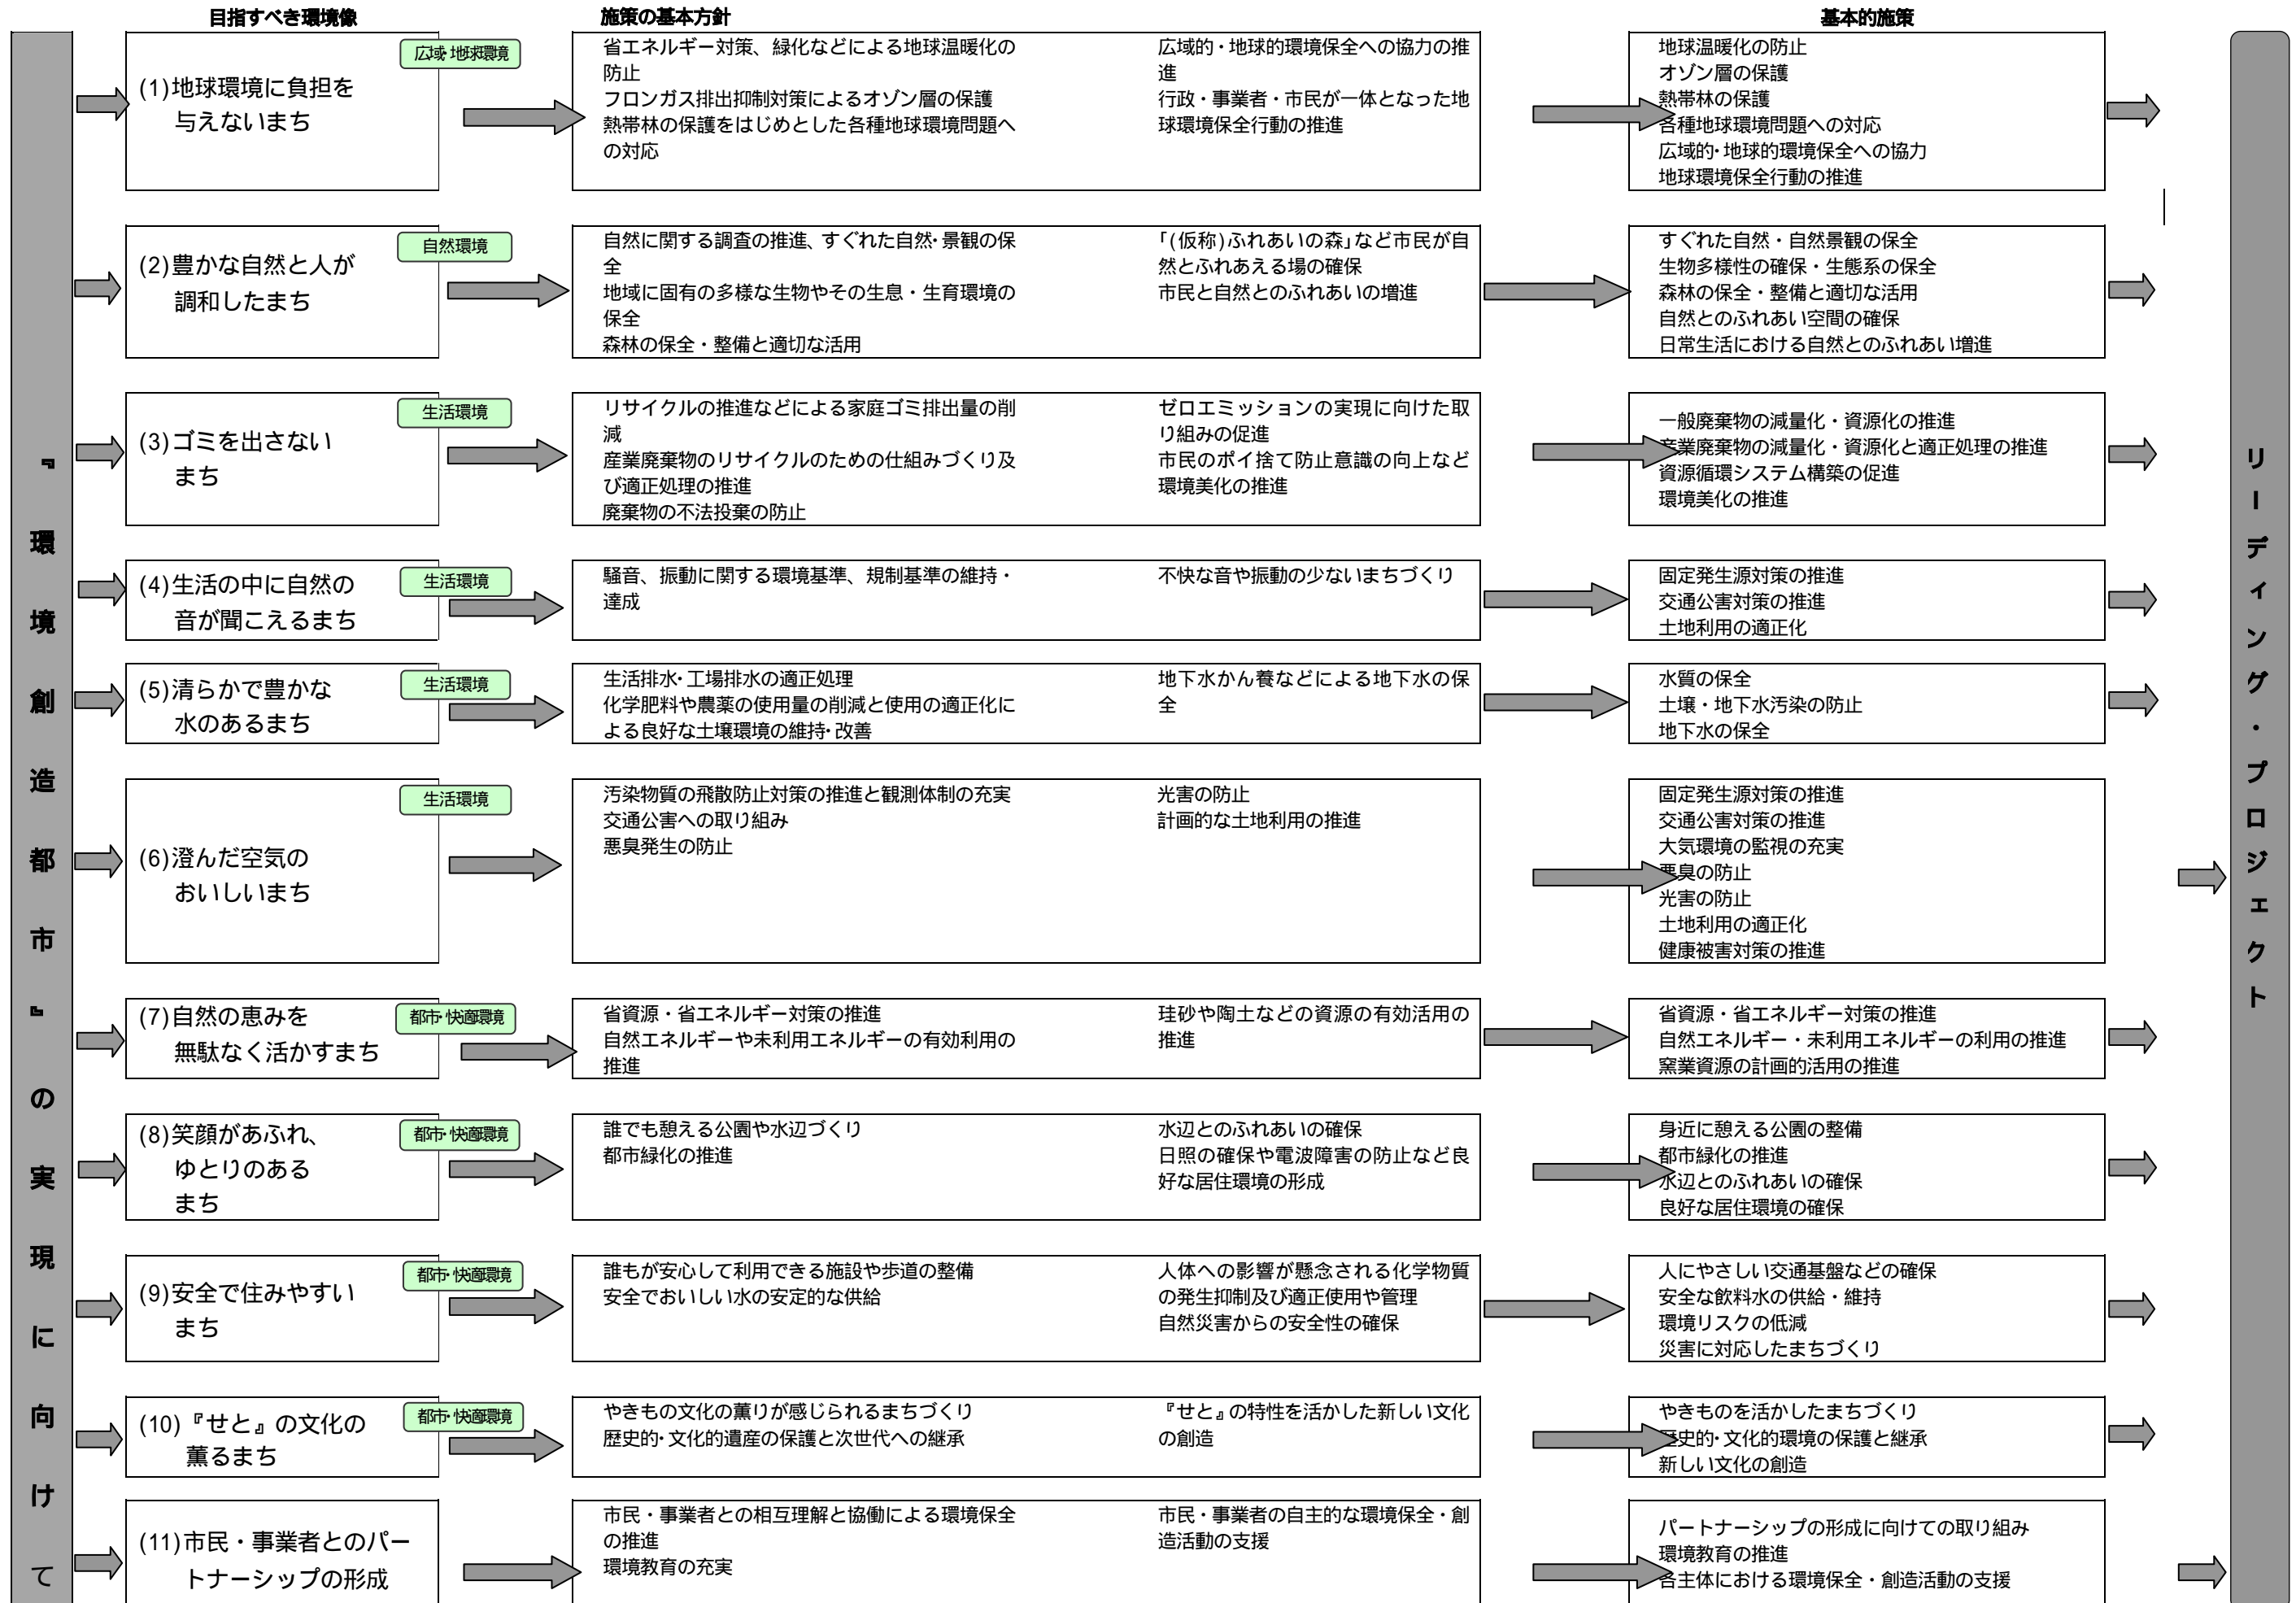 目指すべき環境像
施策の基本方針
基本的施策
『環境創造都市』の実現に向けて
(1)地球環境に負担を
与えないまち
広域・地球環境
省エネルギー対策、緑化などによる地球温暖化の
防止
フロンガス排出抑制対策によるオゾン層の保護
熱帯林の保護をはじめとした各種地球環境問題へ
の対応
広域的・地球的環境保全への協力の推
進
行政・事業者・市民が一体となった地
球環境保全行動の推進
地球温暖化の防止
オゾン層の保護
熱帯林の保護
各種地球環境問題への対応
広域的・地球的環境保全への協力
地球環境保全行動の推進
(2)豊かな自然と人が
調和したまち
自然環境
自然に関する調査の推進、すぐれた自然・景観の保
全
地域に固有の多様な生物やその生息・生育環境の
保全
森林の保全・整備と適切な活用
「(仮称)ふれあいの森」など市民が自
然とふれあえる場の確保
市民と自然とのふれあいの増進
すぐれた自然・自然景観の保全
生物多様性の確保・生態系の保全
森林の保全・整備と適切な活用
自然とのふれあい空間の確保
日常生活における自然とのふれあい増進
(3)ゴミを出さない
まち
生活環境
リサイクルの推進などによる家庭ゴミ排出量の削
減
産業廃棄物のリサイクルのための仕組みづくり及
び適正処理の推進
廃棄物の不法投棄の防止
ゼロエミッションの実現に向けた取
り組みの促進
市民のポイ捨て防止意識の向上など
環境美化の推進
一般廃棄物の減量化・資源化の推進
産業廃棄物の減量化・資源化と適正処理の推進
資源循環システム構築の促進
環境美化の推進
(4)生活の中に自然の
音が聞こえるまち
生活環境
騒音、振動に関する環境基準、規制基準の維持・
達成
不快な音や振動の少ないまちづくり
固定発生源対策の推進
交通公害対策の推進
土地利用の適正化
(5)清らかで豊かな
水のあるまち
生活環境
生活排水・工場排水の適正処理
化学肥料や農薬の使用量の削減と使用の適正化に
よる良好な土壌環境の維持・改善
地下水かん養などによる地下水の保
全
水質の保全
土壌・地下水汚染の防止
地下水の保全
(6)澄んだ空気の
おいしいまち
生活環境
汚染物質の飛散防止対策の推進と観測体制の充実
交通公害への取り組み
悪臭発生の防止
光害の防止
計画的な土地利用の推進
固定発生源対策の推進
交通公害対策の推進
大気環境の監視の充実
悪臭の防止
光害の防止
土地利用の適正化
健康被害対策の推進
(7)自然の恵みを
無駄なく活かすまち
都市・快適環境
省資源・省エネルギー対策の推進
自然エネルギーや未利用エネルギーの有効利用の
推進
珪砂や陶土などの資源の有効活用の
推進
省資源・省エネルギー対策の推進
自然エネルギー・未利用エネルギーの利用の推進
窯業資源の計画的活用の推進
(8)笑顔があふれ、
ゆとりのある
まち
都市・快適環境
誰でも憩える公園や水辺づくり
都市緑化の推進
水辺とのふれあいの確保
日照の確保や電波障害の防止など良
好な居住環境の形成
身近に憩える公園の整備
都市緑化の推進
水辺とのふれあいの確保
良好な居住環境の確保
(9)安全で住みやすい
まち
都市・快適環境
誰もが安心して利用できる施設や歩道の整備
安全でおいしい水の安定的な供給
人体への影響が懸念される化学物質
の発生抑制及び適正使用や管理
自然災害からの安全性の確保
人にやさしい交通基盤などの確保
安全な飲料水の供給・維持
環境リスクの低減
災害に対応したまちづくり
(10)『せと』の文化の
薫るまち
都市・快適環境
やきもの文化の薫りが感じられるまちづくり
歴史的・文化的遺産の保護と次世代への継承
『せと』の特性を活かした新しい文化
の創造
やきものを活かしたまちづくり
歴史的・文化的環境の保護と継承
新しい文化の創造
(11)市民・事業者とのパー
トナーシップの形成
市民・事業者との相互理解と協働による環境保全
の推進
環境教育の充実
市民・事業者の自主的な環境保全・創
造活動の支援
パートナーシップの形成に向けての取り組み
環境教育の推進
各主体における環境保全・創造活動の支援
リーディング・プロジェクト